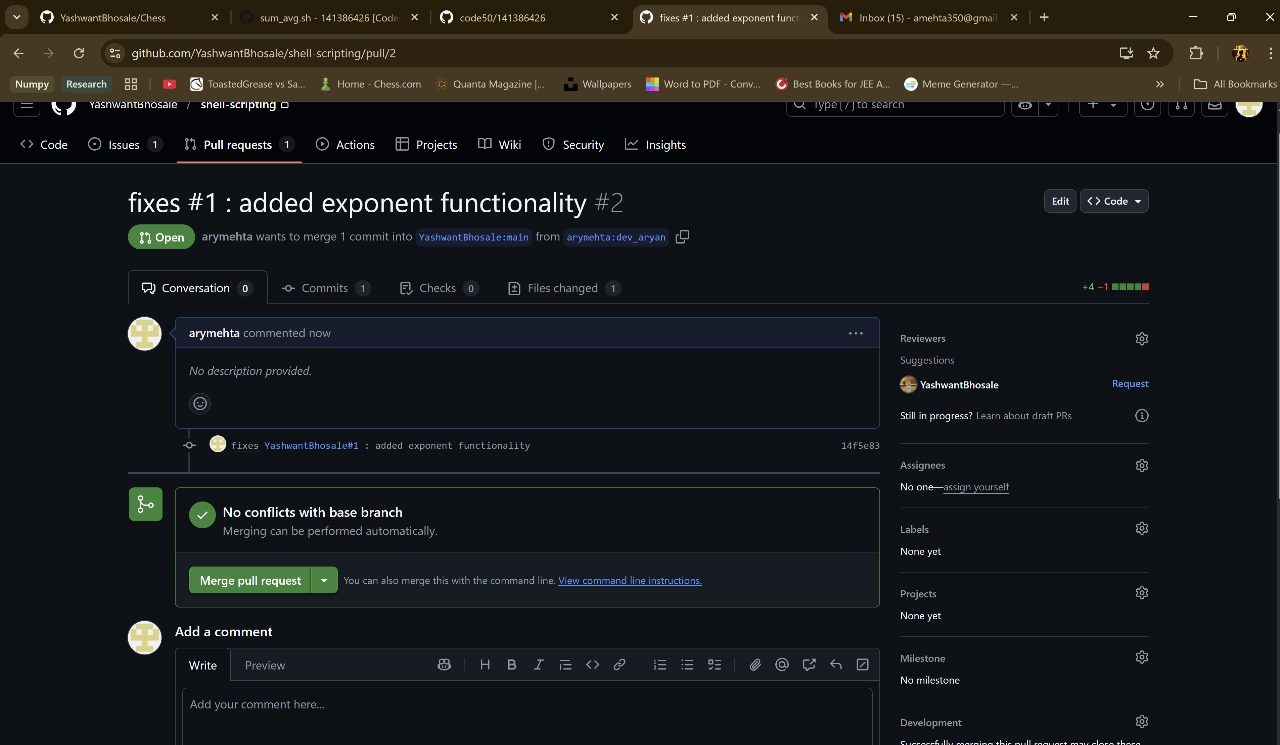 YashwantBhosale/Chess
sum_avg.sh - 141386426 [Code
code50/141386426
fixes #1 : added exponent funct
Inbox (15) - amehta350@gmail.
github.com/YashwantBhosale/shell-scripting/pull/2
Numpy
Research
ToastedGrease vs Sa...
Home - Chess.com
Quanta Magazine |...
Wallpapers
Word to PDF - Conv...
Best Books for JEE A...
Meme Generator —...
All Bookmarks
YashwantBhosale / shell-scripting
Type [/] to search
Code
Issues 1
Pull requests 1
Actions
Projects
Wiki
Security
Insights
fixes #1 : added exponent functionality #2
Edit
<> Code
Open
arymehta wants to merge 1 commit into YashwantBhosale:main from arymehta:dev_aryan
Conversation 0
Commits 1
Checks 0
Files changed 1
+4 −1
arymehta commented now
No description provided.
fixes YashwantBhosale#1 : added exponent functionality
14f5e83
No conflicts with base branch
Merging can be performed automatically.
Merge pull request
You can also merge this with the command line. View command line instructions.
Add a comment
Write
Preview
Add your comment here...
Reviewers
Suggestions
YashwantBhosale
Request
Still in progress? Learn about draft PRs
Assignees
No one—assign yourself
Labels
None yet
Projects
None yet
Milestone
No milestone
Development
Successfully merging this pull request may close these